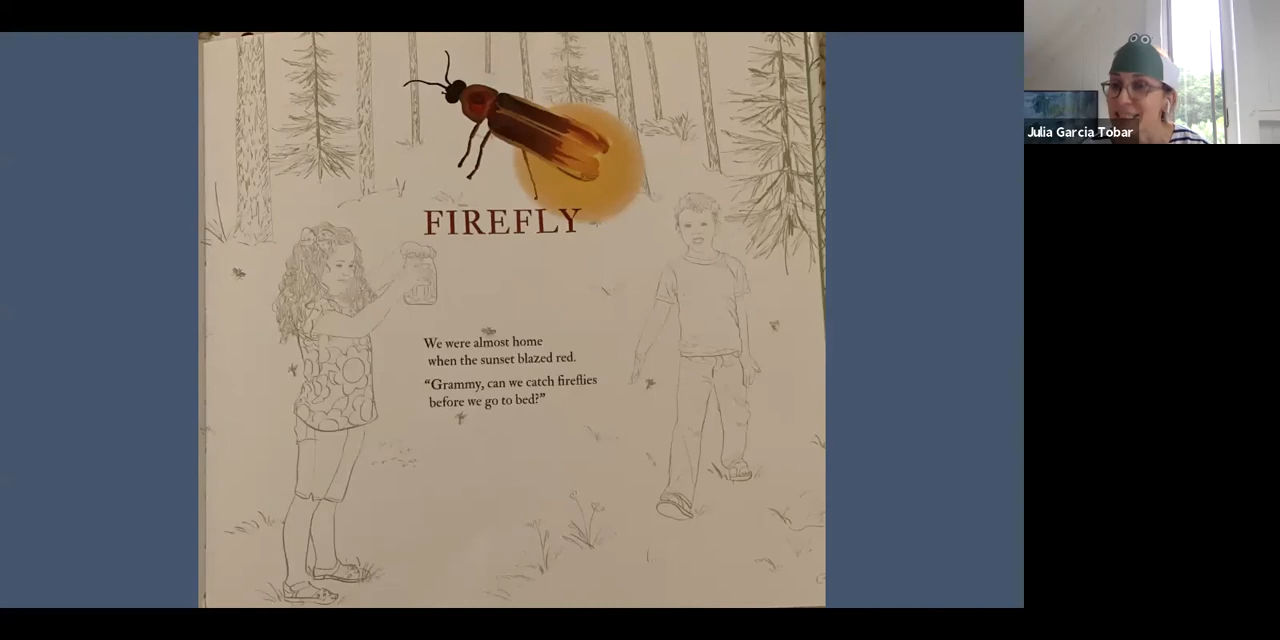 FIREFLY
We were almost home
when the sunset blazed red.
“Grammy, can we catch fireflies
before we go to bed?”
Julia Garcia Tobar